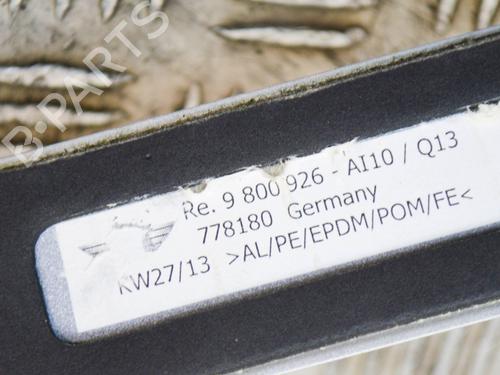 B-PARTS
Re. 9 800 926 - AI10 / Q13
778180 Germany
KW27/13 >AL/PE/EPDM/POM/FE<